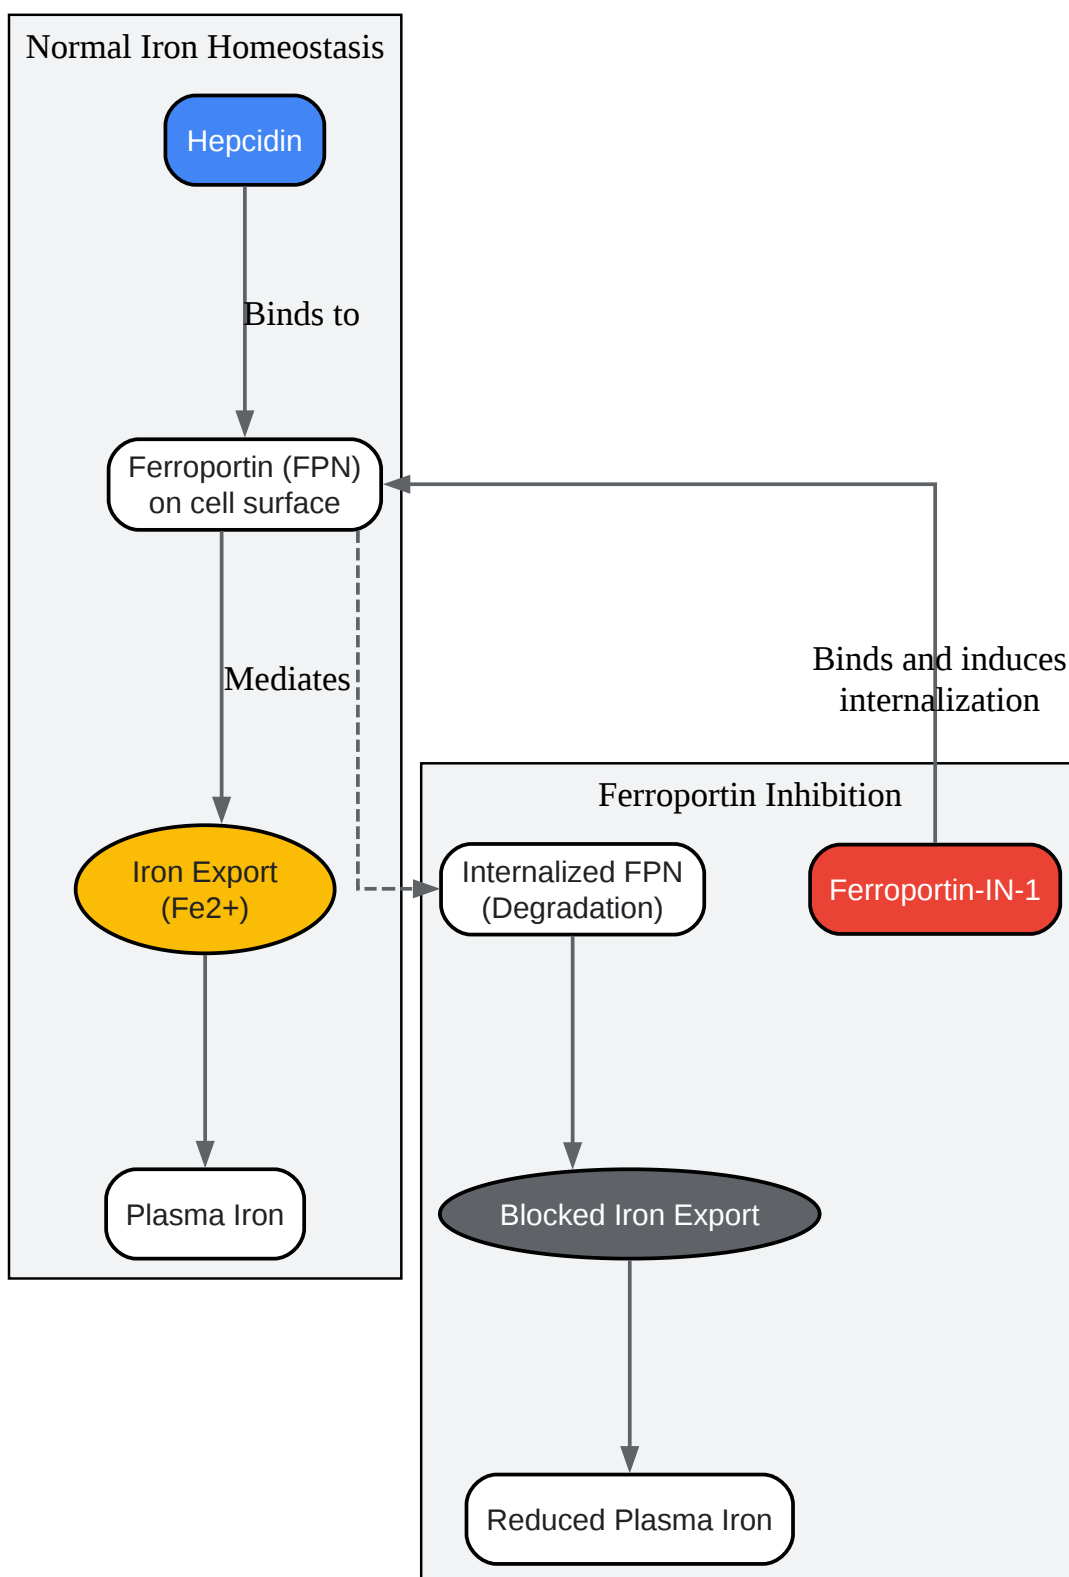 Normal Iron Homeostasis
Hepcidin
Binds to
Ferroportin (FPN)
on cell surface
Mediates
Binds and induces
internalization
Iron Export
(Fe2+)
Plasma Iron
Ferroportin Inhibition
Internalized FPN
(Degradation)
Ferroportin-IN-1
Blocked Iron Export
Reduced Plasma Iron